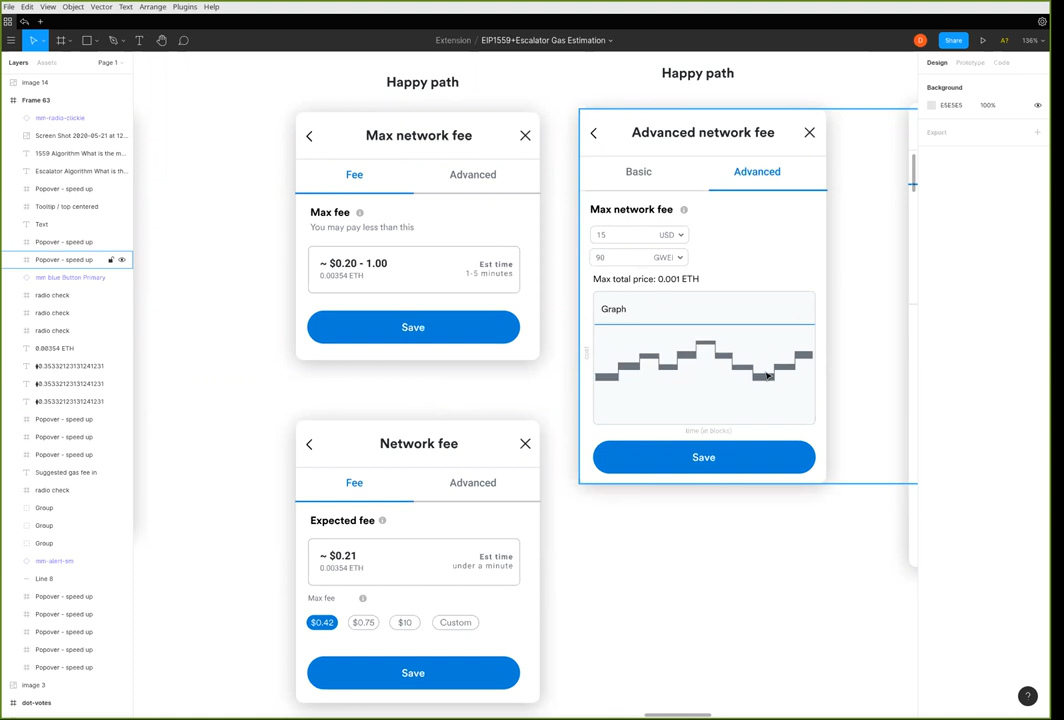 File Edit View Object Vector Text Arrange Plugins Help
Extension / EIP1559+Escalator Gas Estimation
D
Share
A?
136%
Layers Assets Page 1
image 14
Frame 63
mm-radio-clickie
Screen Shot 2020-05-21 at 12...
1559 Algorithm What is the m...
Escalator Algorithm What is th...
Popover - speed up
Tooltip / top centered
Text
Popover - speed up
Popover - speed up
mm blue Button Primary
radio check
radio check
radio check
0.00354 ETH
⧫0.35332123131241231
⧫0.35332123131241231
⧫0.35332123131241231
Popover - speed up
Popover - speed up
Popover - speed up
Suggested gas fee in
radio check
Group
Group
Group
mm-alert-sm
Line 8
Popover - speed up
Popover - speed up
Popover - speed up
Popover - speed up
Popover - speed up
image 3
dot-votes
Happy path
Max network fee
Fee Advanced
Max fee
You may pay less than this
~ $0.20 - 1.00
0.00354 ETH
Est time
1-5 minutes
Save
Network fee
Fee Advanced
Expected fee
~ $0.21
0.00354 ETH
Est time
under a minute
Max fee
$0.42 $0.75 $10 Custom
Save
Happy path
Advanced network fee
Basic Advanced
Max network fee
15 USD
90 GWEI
Max total price: 0.001 ETH
Graph
cost
time (in blocks)
Save
Design Prototype Code
Background
E5E5E5 100%
Export
?